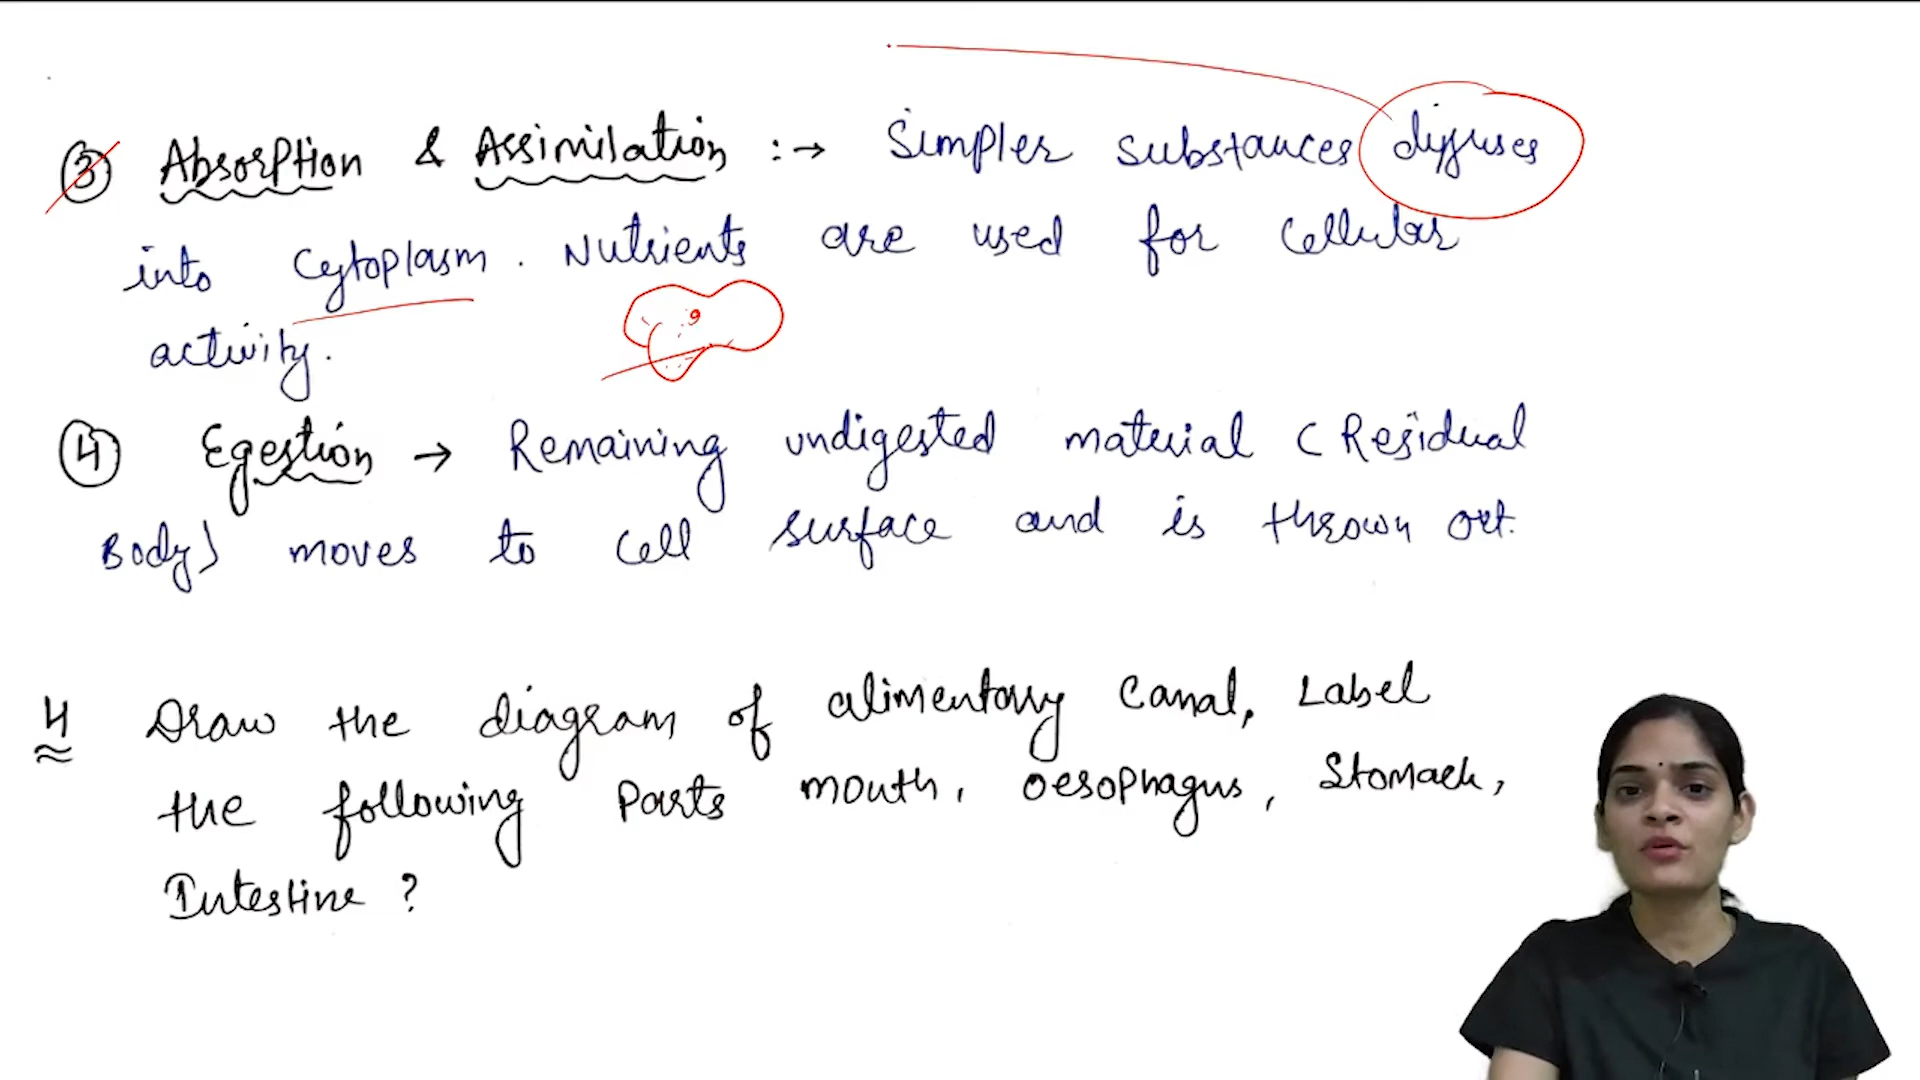 ③ Absorption & Assimilation :→ Simpler substances diffuses
into Cytoplasm. Nutrients are used for Cellular
activity.
④ Egestion → Remaining undigested material (Residual
Body) moves to cell surface and is thrown out.
4 Draw the diagram of alimentary Canal, Label
the following Parts mouth, Oesophagus, Stomach,
Intestine?